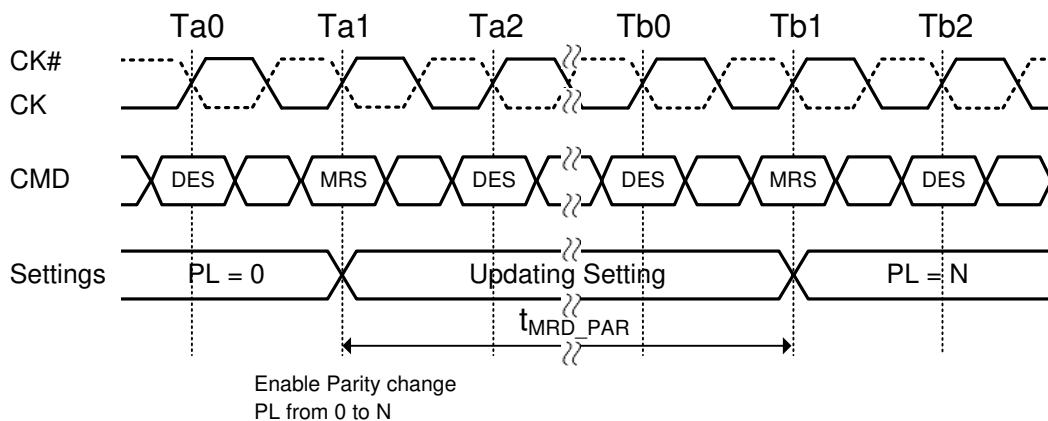 Ta0 Ta1 Ta2 Tb0 Tb1 Tb2
CK#
CK
CMD DES MRS DES DES MRS DES
Settings PL = 0 Updating Setting PL = N
tMRD_PAR
Enable Parity change
PL from 0 to N